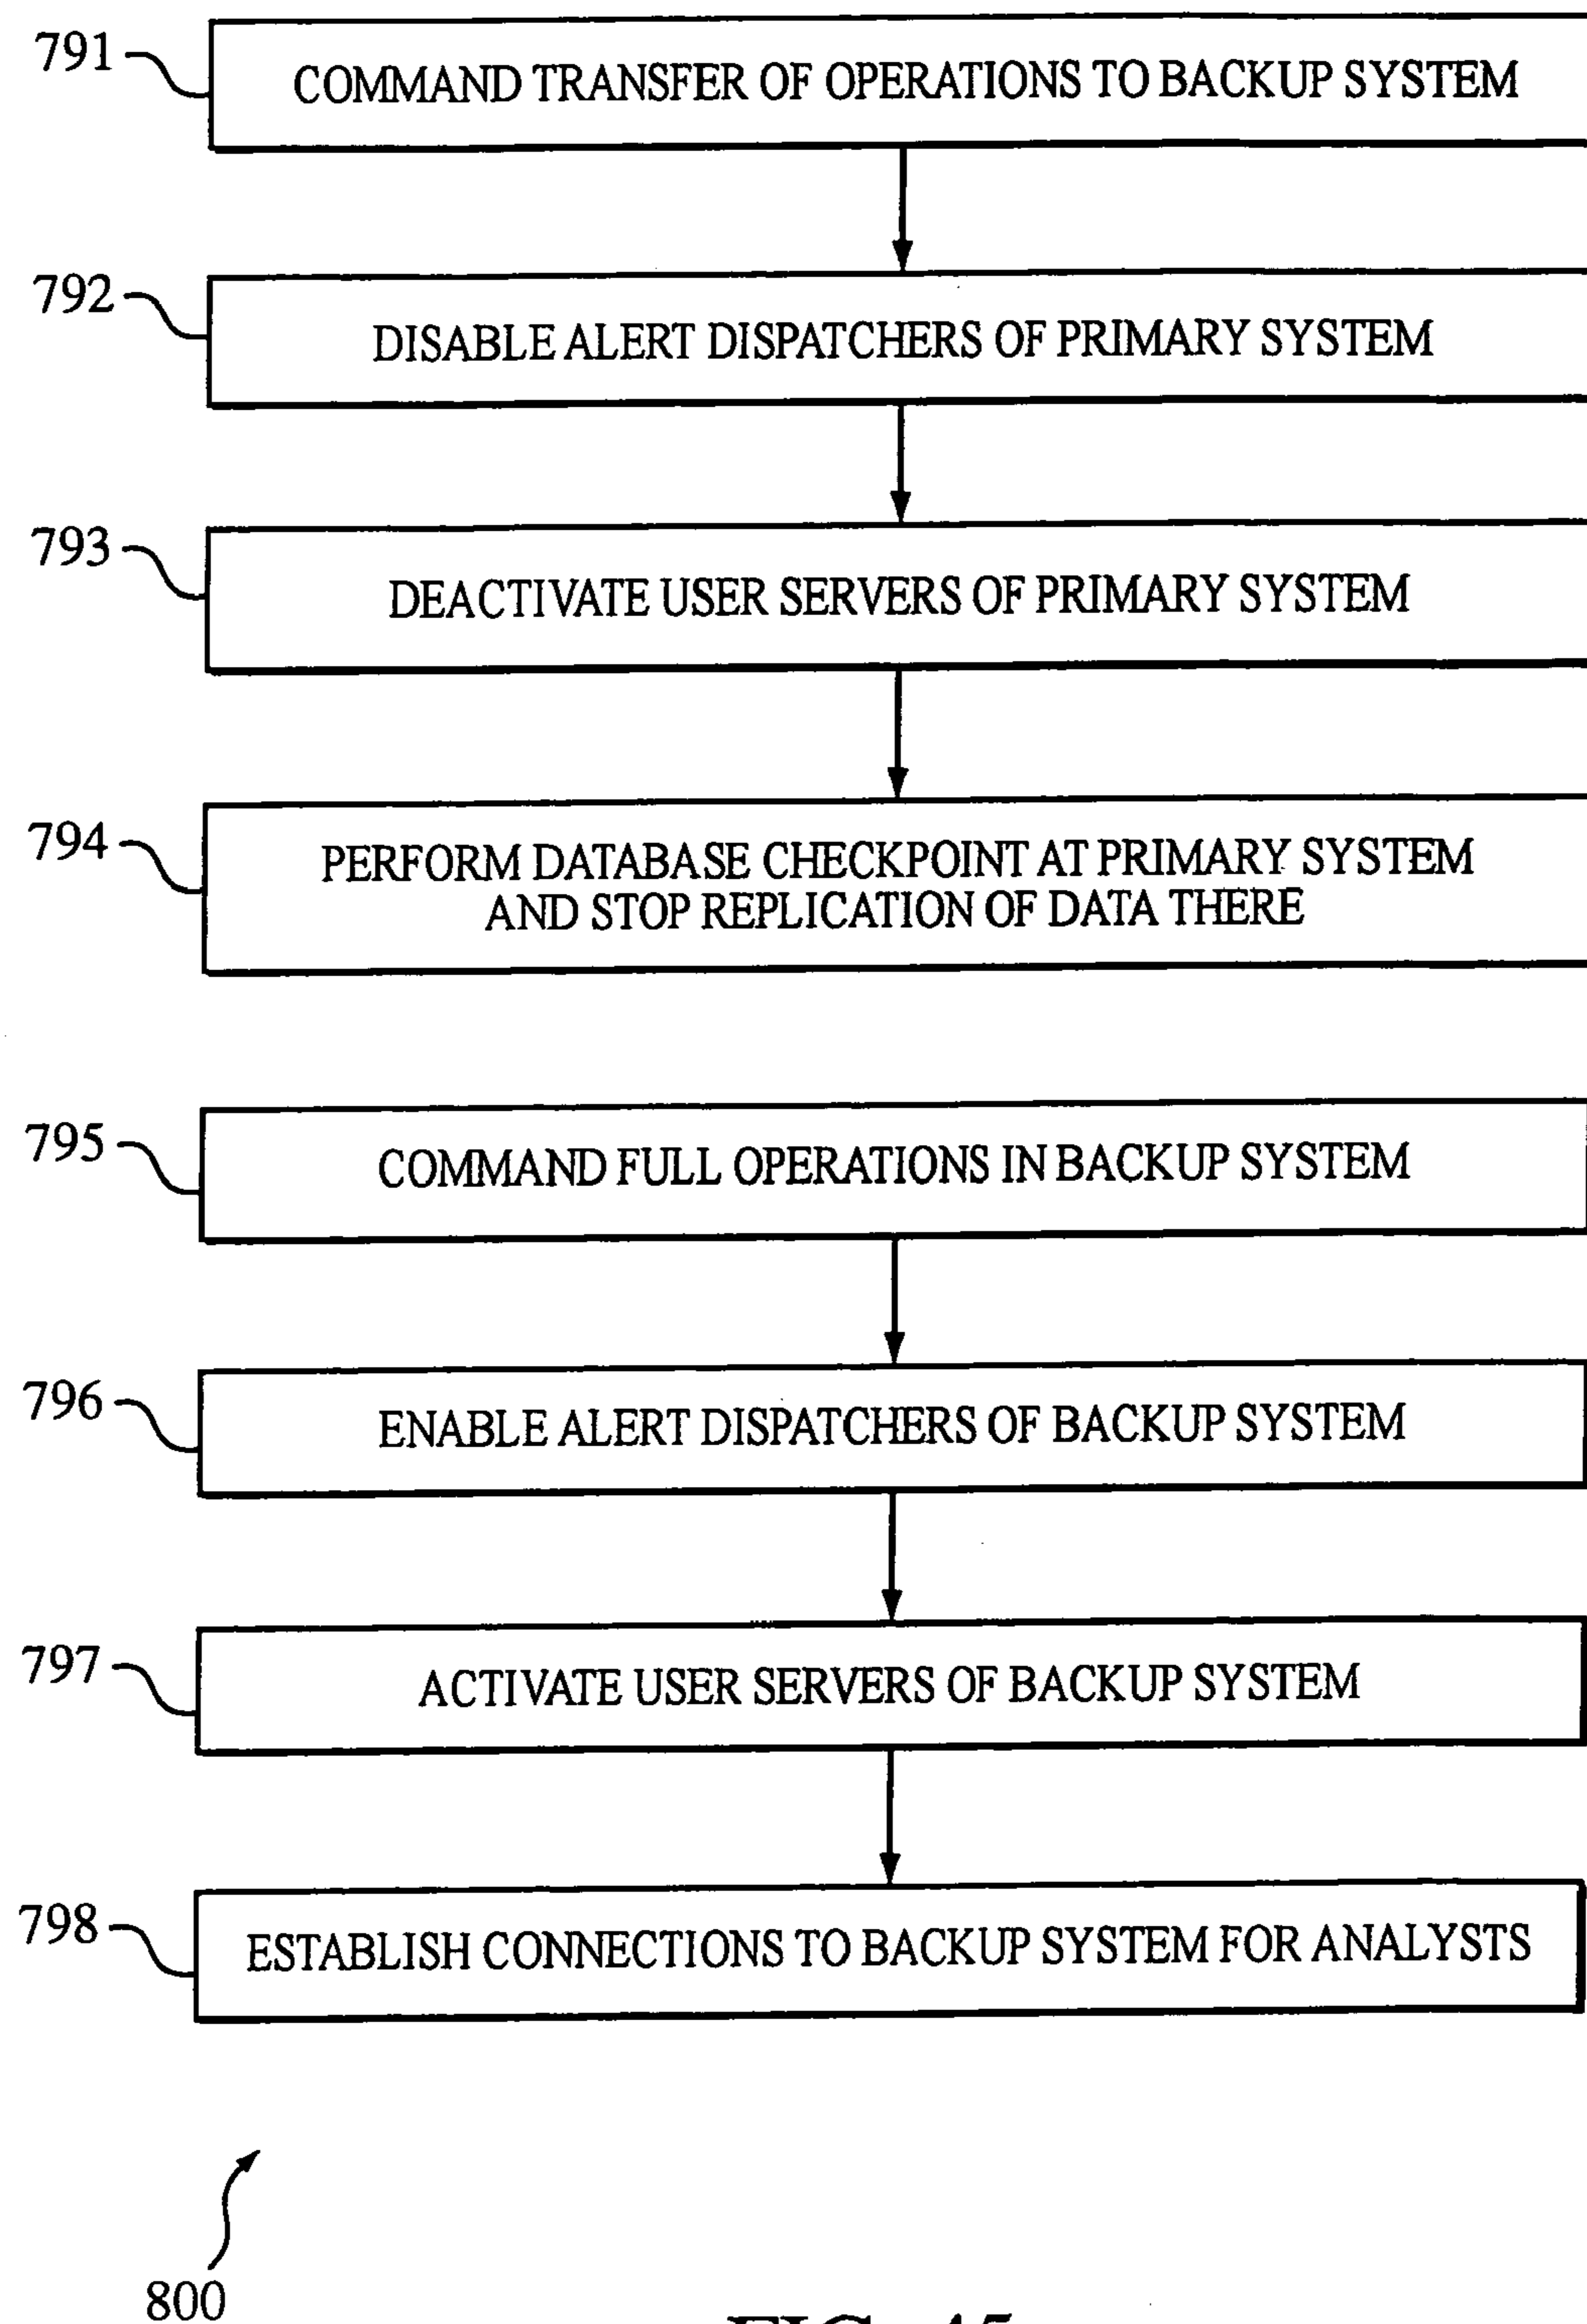 791
COMMAND TRANSFER OF OPERATIONS TO BACKUP SYSTEM
792
DISABLE ALERT DISPATCHERS OF PRIMARY SYSTEM
793
DEACTIVATE USER SERVERS OF PRIMARY SYSTEM
794
PERFORM DATABASE CHECKPOINT AT PRIMARY SYSTEM
AND STOP REPLICATION OF DATA THERE
795
COMMAND FULL OPERATIONS IN BACKUP SYSTEM
796
ENABLE ALERT DISPATCHERS OF BACKUP SYSTEM
797
ACTIVATE USER SERVERS OF BACKUP SYSTEM
798
ESTABLISH CONNECTIONS TO BACKUP SYSTEM FOR ANALYSTS
800